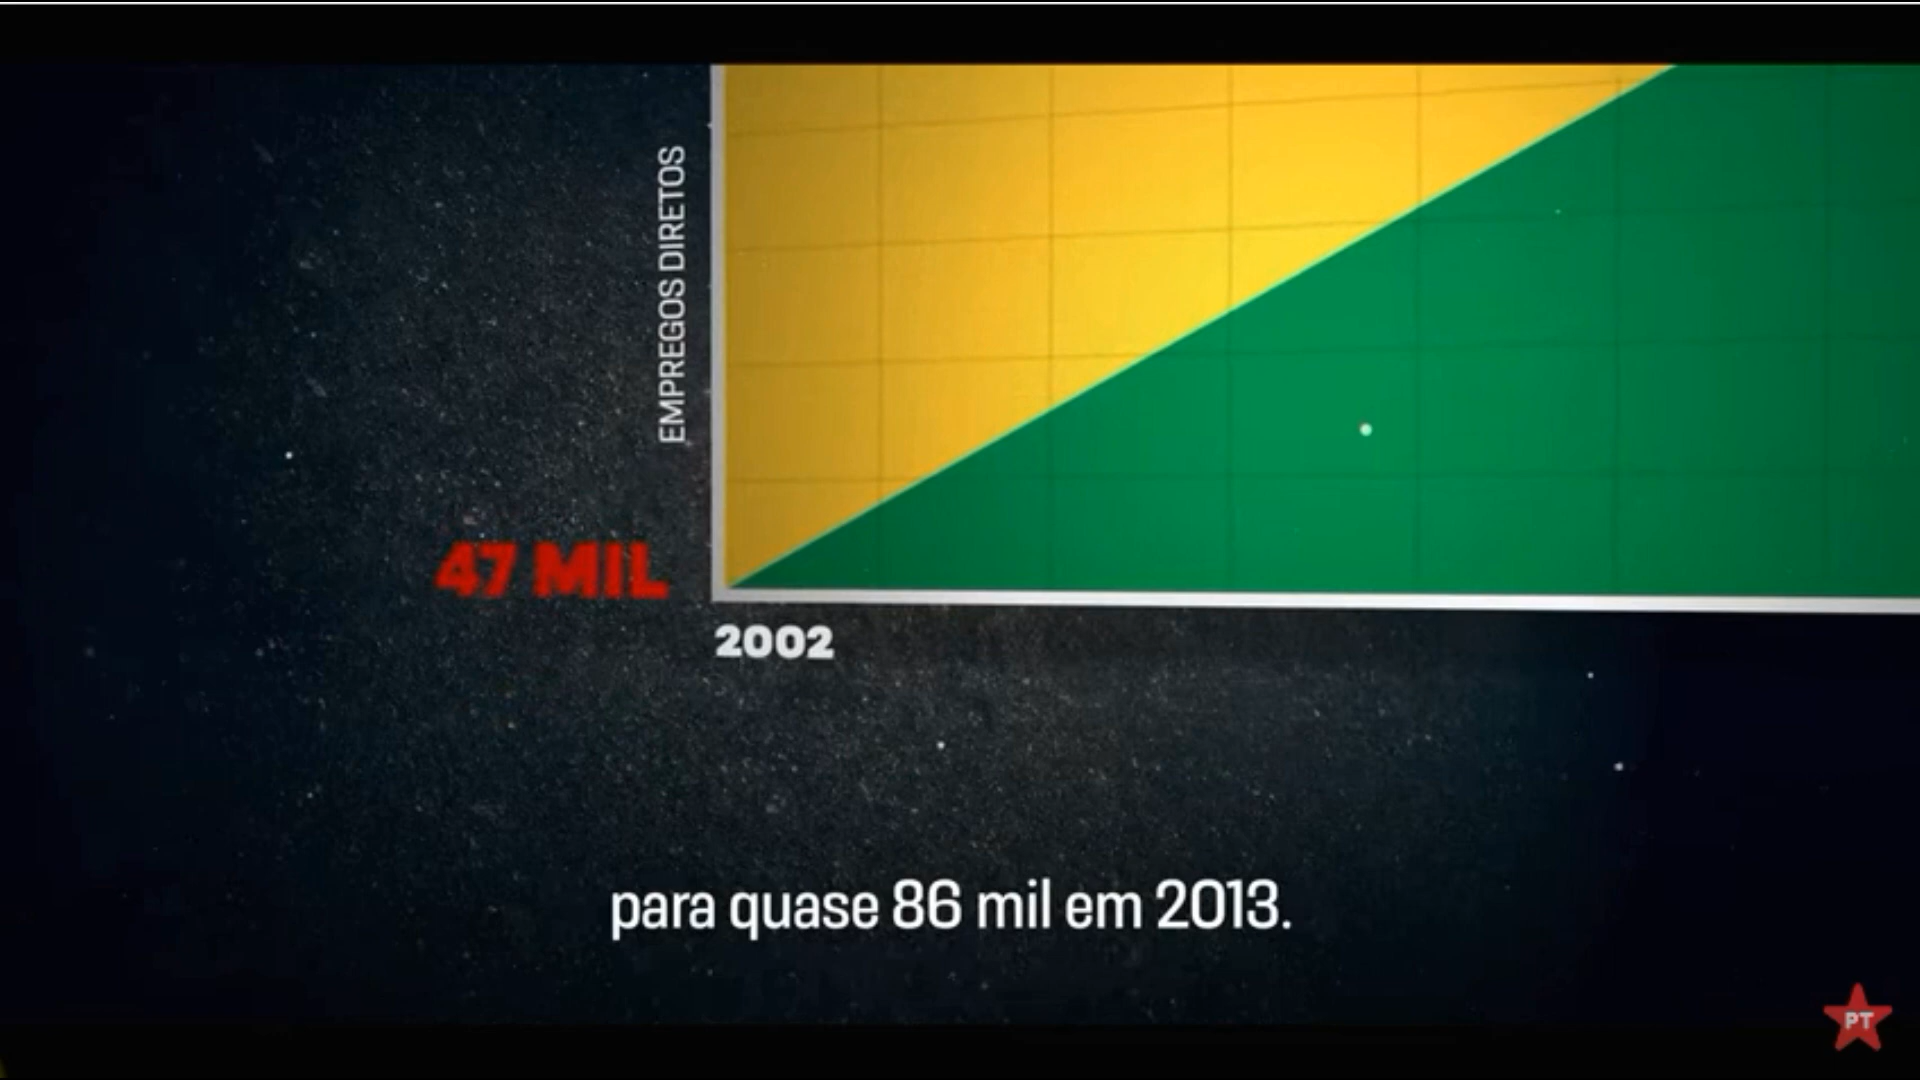 EMPREGOS DIRETOS
47 MIL
2002
para quase 86 mil em 2013.
PT